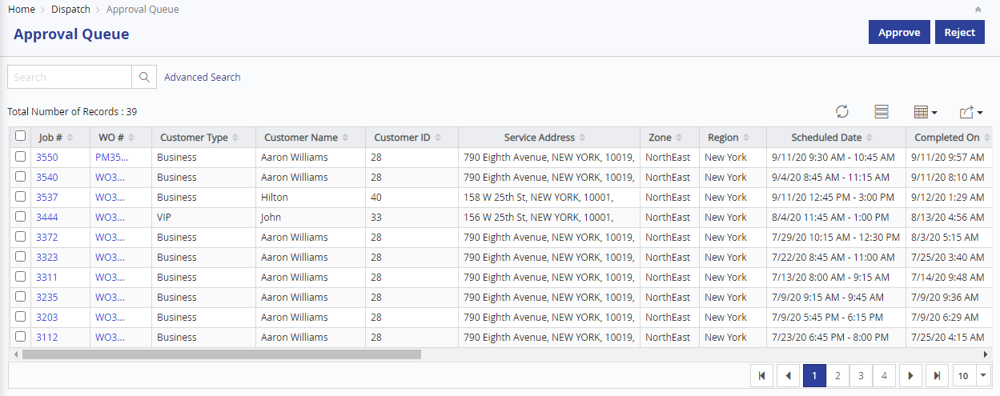 Home > Dispatch > Approval Queue
Approval Queue
Approve Reject
Search Advanced Search
Total Number of Records : 39
Job # WO # Customer Type Customer Name Customer ID Service Address Zone Region Scheduled Date Completed On
3550 PM35... Business Aaron Williams 28 790 Eighth Avenue, NEW YORK, 10019, NorthEast New York 9/11/20 9:30 AM - 10:45 AM 9/11/20 9:57 AM
3540 WO3... Business Aaron Williams 28 790 Eighth Avenue, NEW YORK, 10019, NorthEast New York 9/4/20 8:45 AM - 11:15 AM 9/11/20 8:10 AM
3537 WO3... Business Hilton 40 158 W 25th St, NEW YORK, 10001, NorthEast New York 9/11/20 12:45 PM - 3:00 PM 9/12/20 1:29 AM
3444 WO3... VIP John 33 156 W 25th St, NEW YORK, 10001, NorthEast New York 8/4/20 11:45 AM - 1:00 PM 8/13/20 4:56 AM
3372 WO3... Business Aaron Williams 28 790 Eighth Avenue, NEW YORK, 10019, NorthEast New York 7/29/20 10:15 AM - 12:30 PM 8/3/20 5:15 AM
3323 WO3... Business Aaron Williams 28 790 Eighth Avenue, NEW YORK, 10019, NorthEast New York 7/22/20 8:45 AM - 11:00 AM 7/25/20 3:40 AM
3311 WO3... Business Aaron Williams 28 790 Eighth Avenue, NEW YORK, 10019, NorthEast New York 7/13/20 8:00 AM - 9:15 AM 7/14/20 9:48 AM
3235 WO3... Business Aaron Williams 28 790 Eighth Avenue, NEW YORK, 10019, NorthEast New York 7/9/20 9:15 AM - 9:45 AM 7/9/20 9:36 AM
3203 WO3... Business Aaron Williams 28 790 Eighth Avenue, NEW YORK, 10019, NorthEast New York 7/9/20 5:45 PM - 6:15 PM 7/9/20 6:29 AM
3112 WO3... Business Aaron Williams 28 790 Eighth Avenue, NEW YORK, 10019, NorthEast New York 7/23/20 6:45 PM - 8:00 PM 7/25/20 4:15 AM
1 2 3 4 10